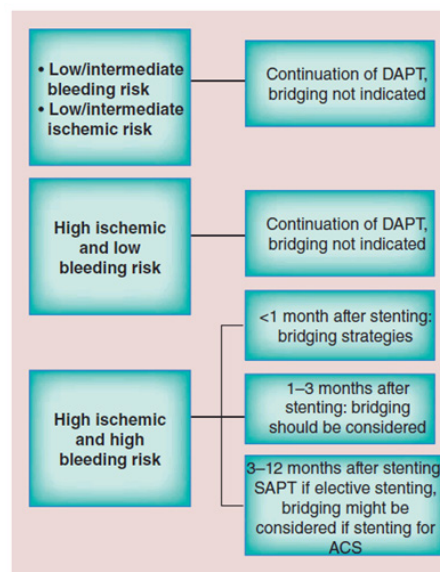 • Low/intermediate
bleeding risk
• Low/intermediate
ischemic risk
Continuation of DAPT,
bridging not indicated
High ischemic
and low
bleeding risk
Continuation of DAPT,
bridging not indicated
High ischemic
and high
bleeding risk
<1 month after stenting:
bridging strategies
1–3 months after
stenting: bridging
should be considered
3–12 months after stenting
SAPT if elective stenting,
bridging might be
considered if stenting for
ACS